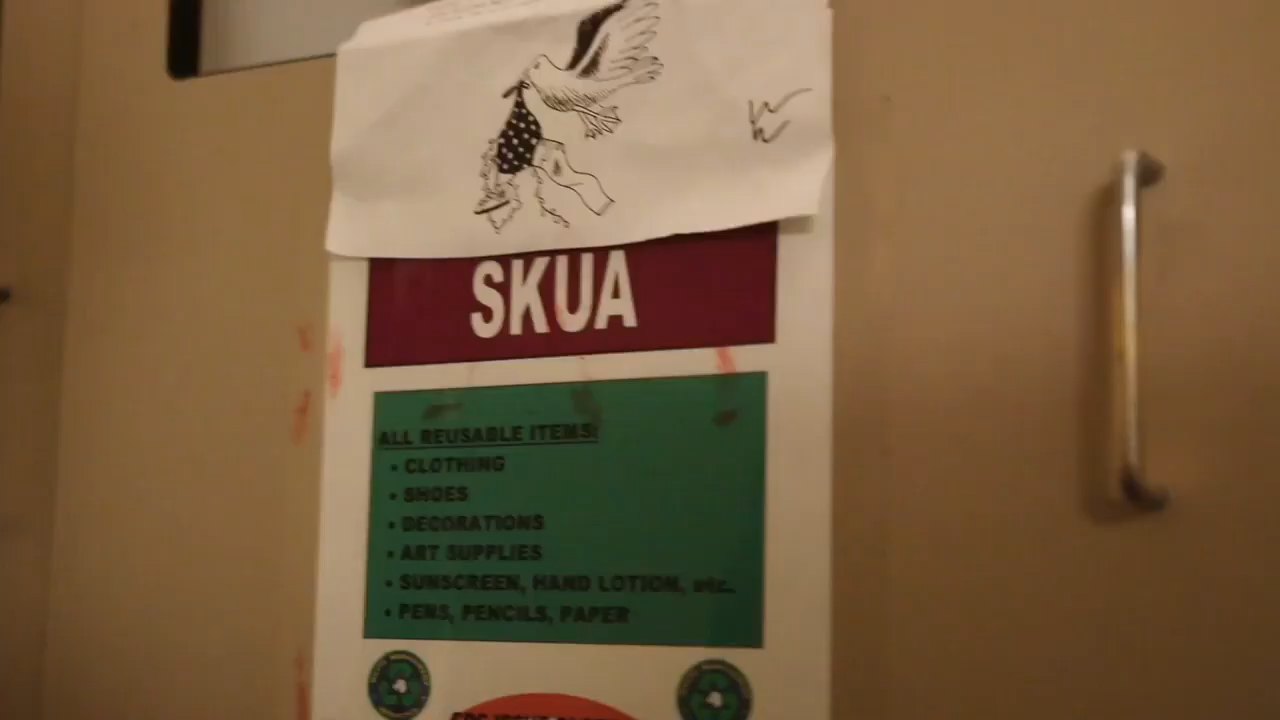 SKUA
ALL REUSABLE ITEMS:
• CLOTHING
• SHOES
• DECORATIONS
• ART SUPPLIES
• SUNSCREEN, HAND LOTION, etc..
• PENS, PENCILS, PAPER